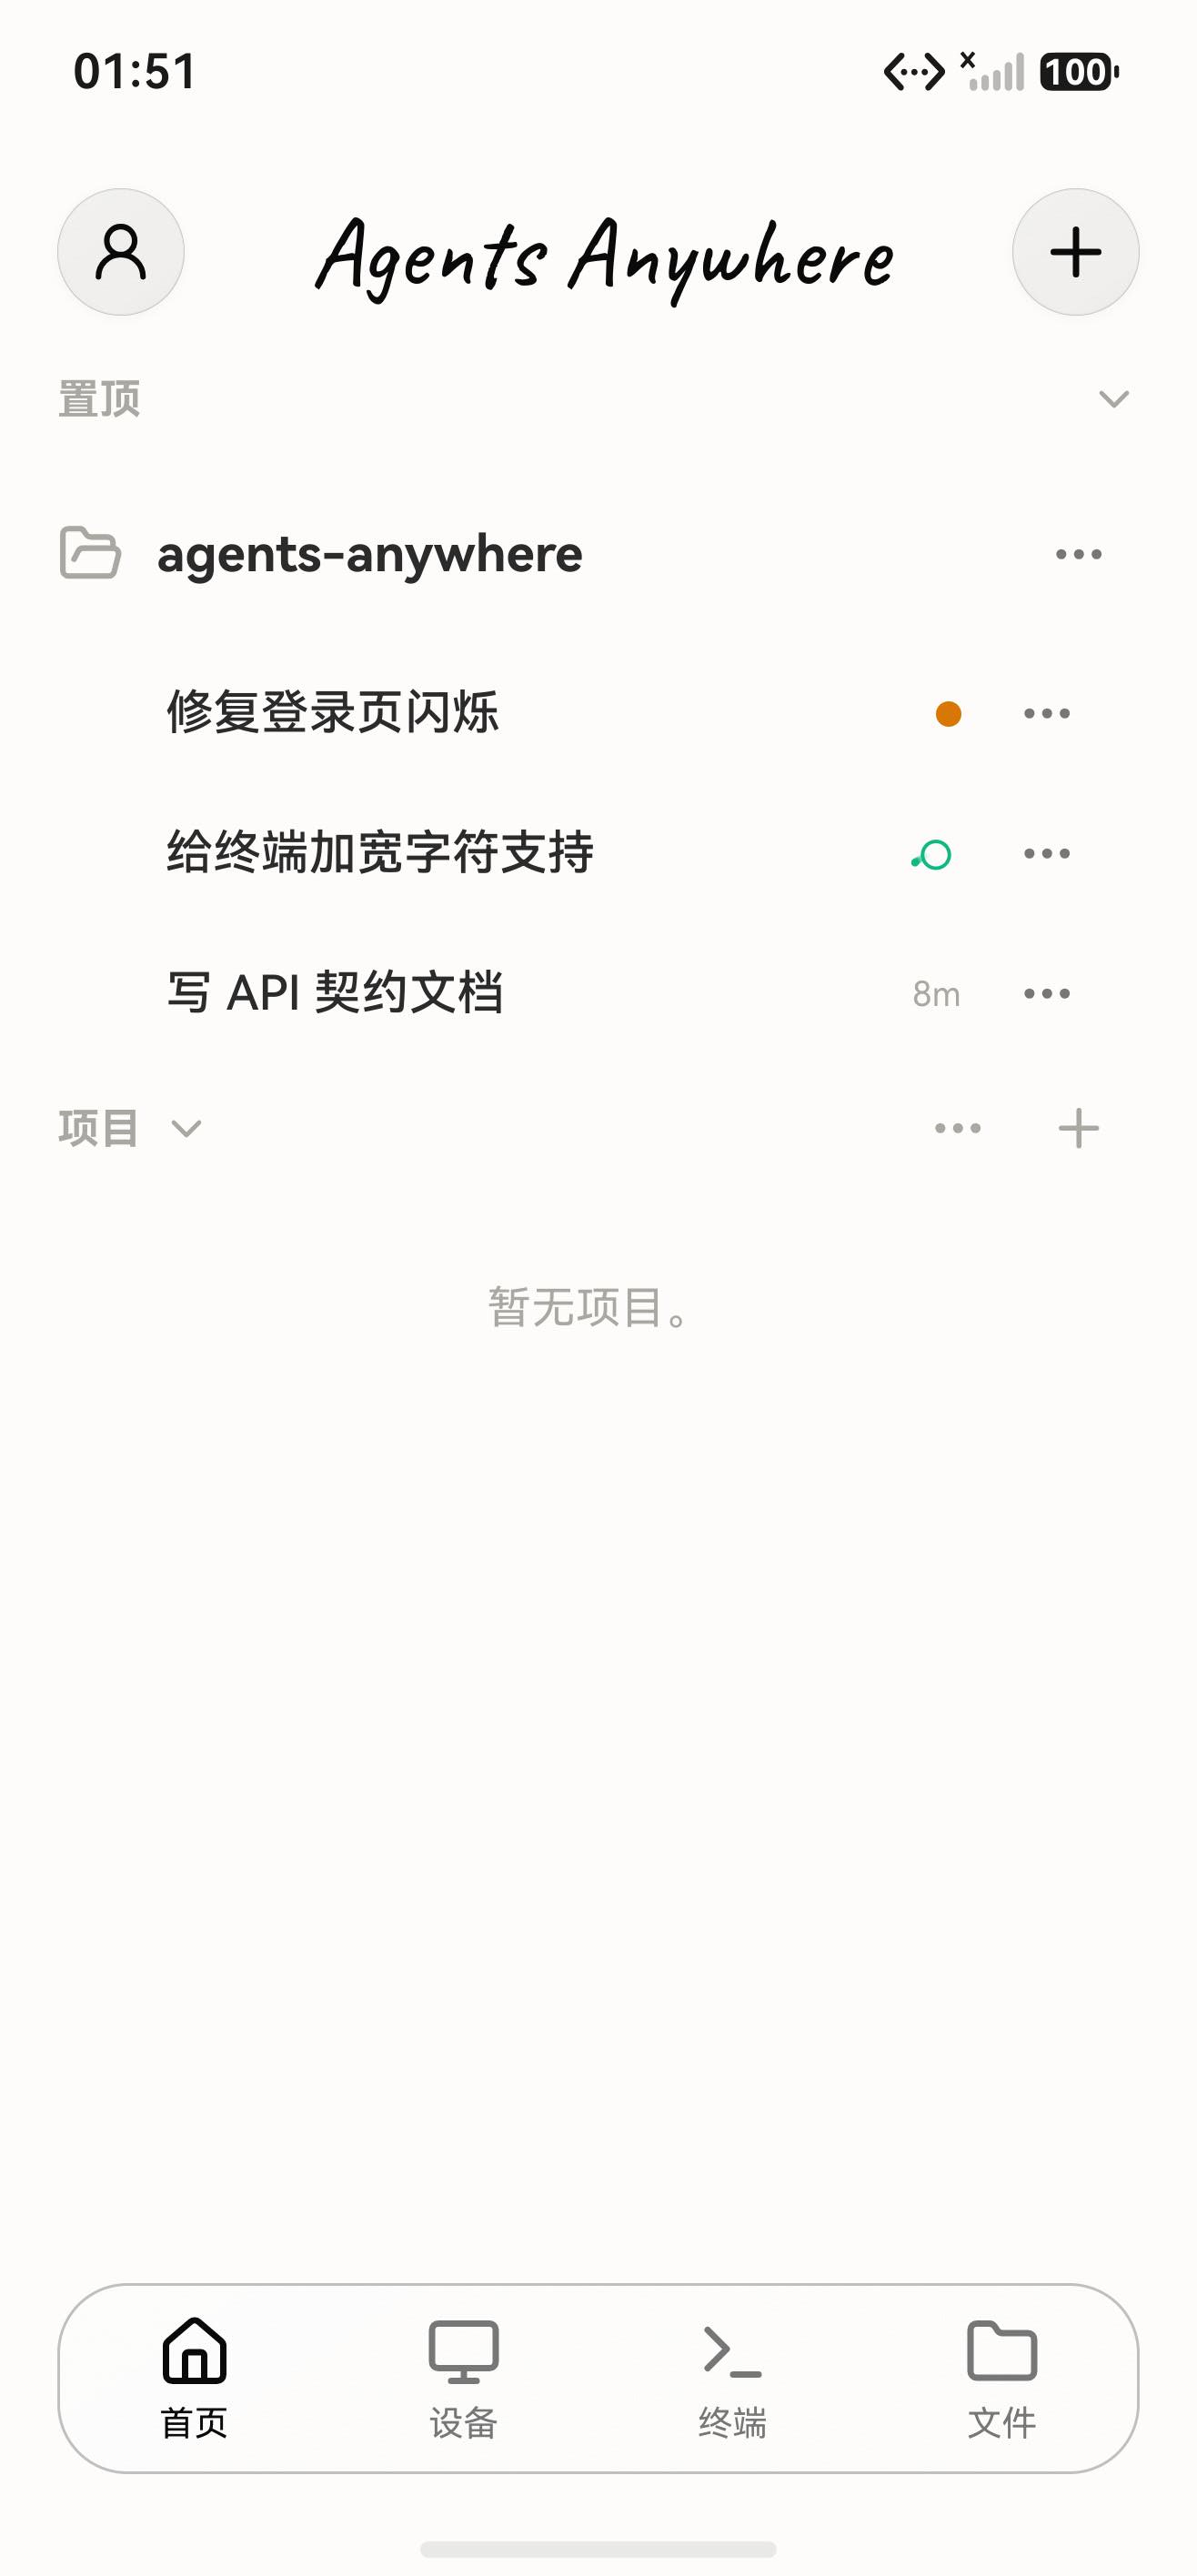 01:51
100
Agents Anywhere
置顶
agents-anywhere
修复登录页闪烁
给终端加宽字符支持
写 API 契约文档
8m
项目
暂无项目。
首页
设备
终端
文件